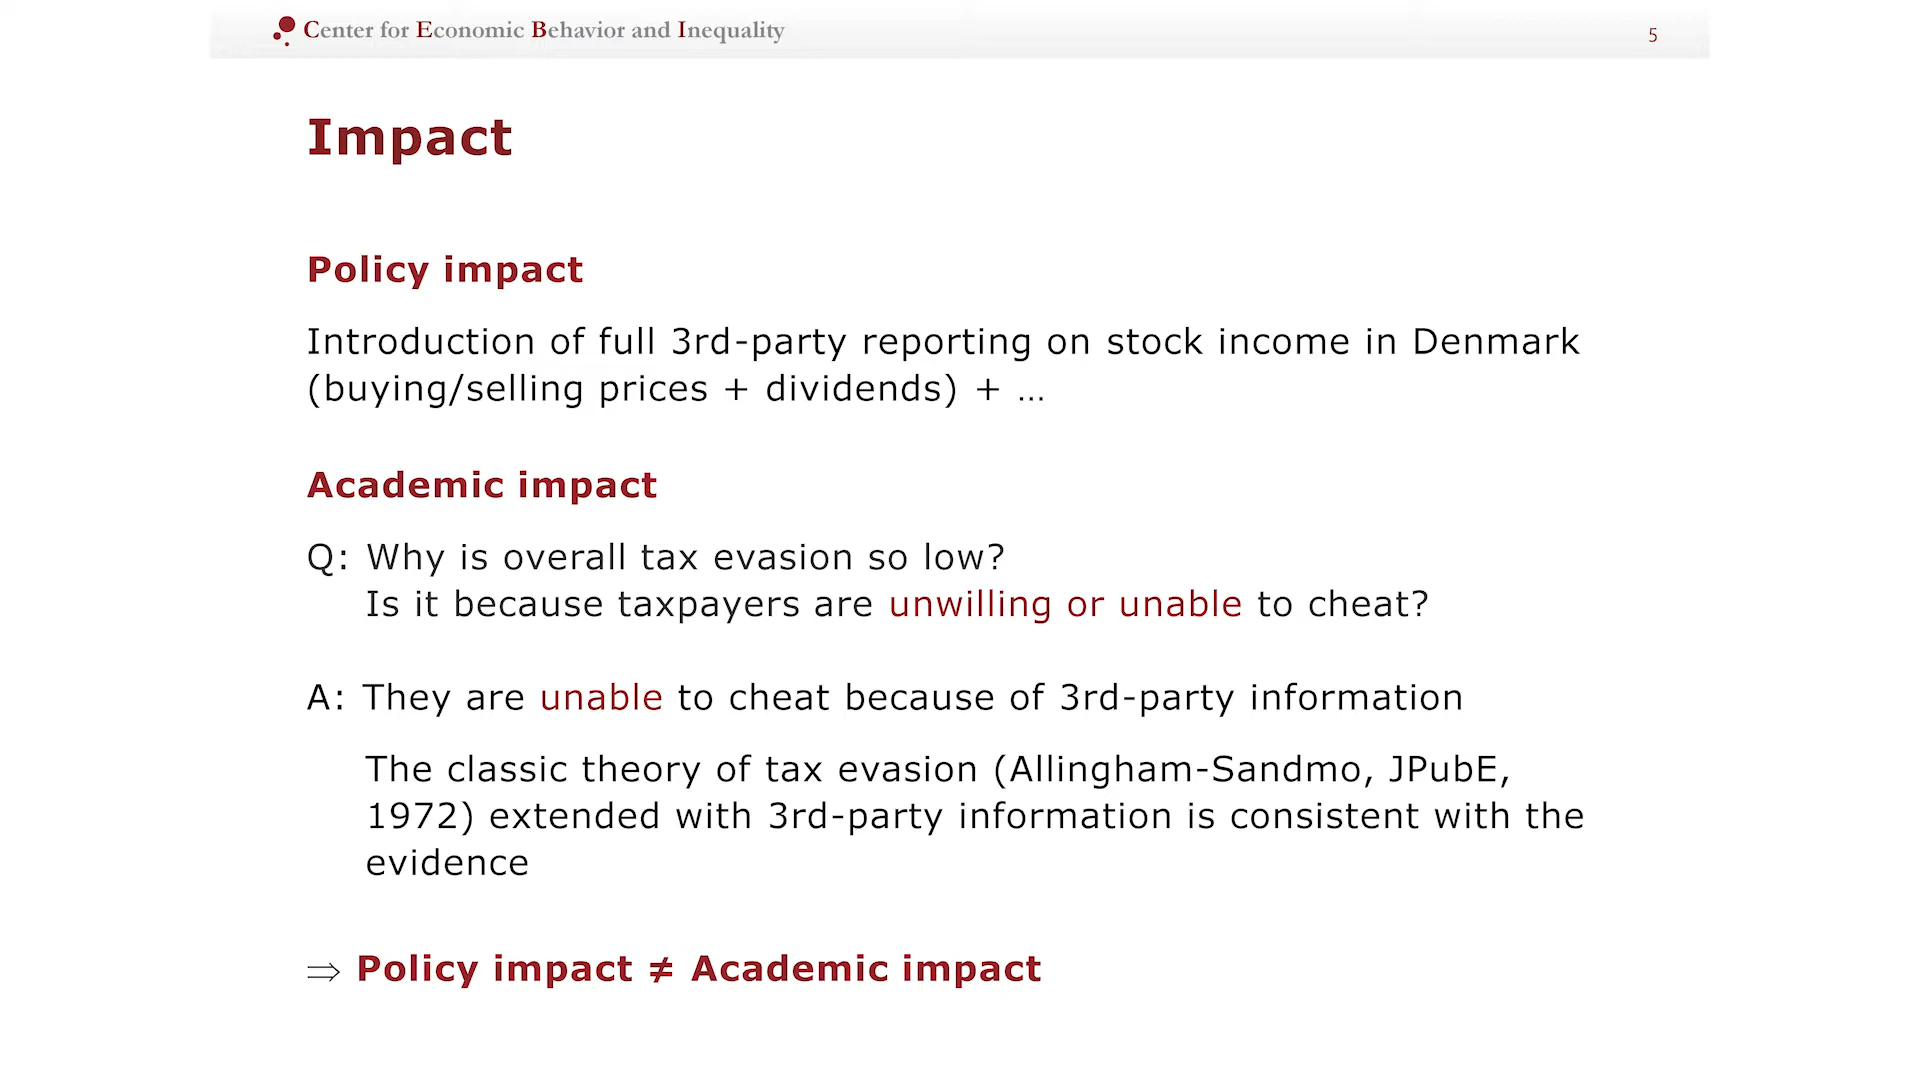 Center for Economic Behavior and Inequality
5
Impact
Policy impact
Introduction of full 3rd-party reporting on stock income in Denmark
(buying/selling prices + dividends) + …
Academic impact
Q: Why is overall tax evasion so low?
Is it because taxpayers are unwilling or unable to cheat?
A: They are unable to cheat because of 3rd-party information
The classic theory of tax evasion (Allingham-Sandmo, JPubE,
1972) extended with 3rd-party information is consistent with the
evidence
⇒ Policy impact ≠ Academic impact